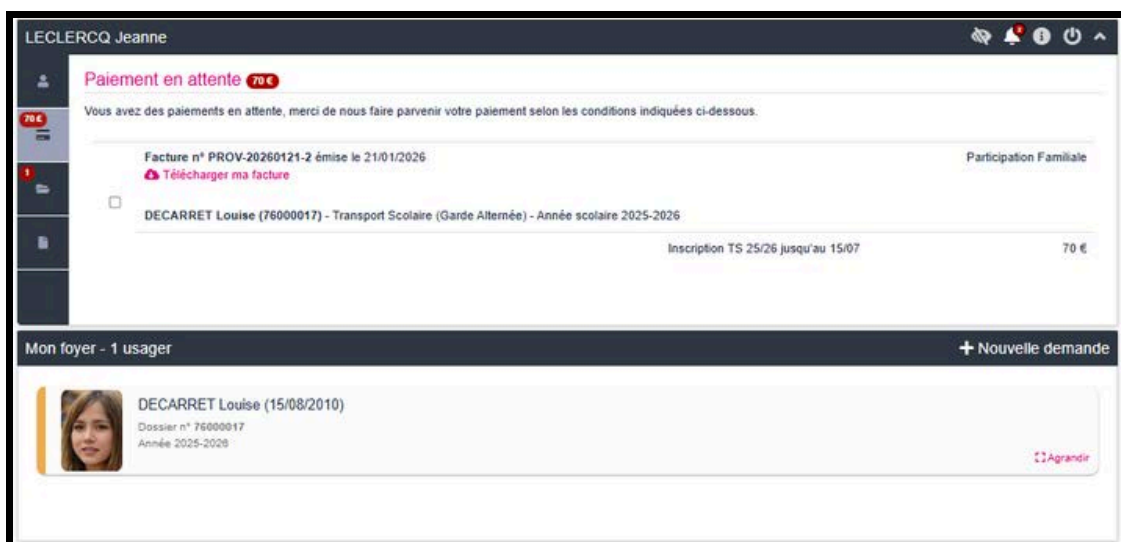 LECLERCQ Jeanne
Paiement en attente 70 €
Vous avez des paiements en attente, merci de nous faire parvenir votre paiement selon les conditions indiquées ci-dessous.
70 €
Facture n° PROV-20260121-2 émise le 21/01/2026 Participation Familiale
Télécharger ma facture
1
DECARRET Louise (76000017) - Transport Scolaire (Garde Alternée) - Année scolaire 2025-2026
Inscription TS 25/26 jusqu'au 15/07 70 €
Mon foyer - 1 usager + Nouvelle demande
DECARRET Louise (15/08/2010)
Dossier n° 76000017
Année 2025-2026
Agrandir